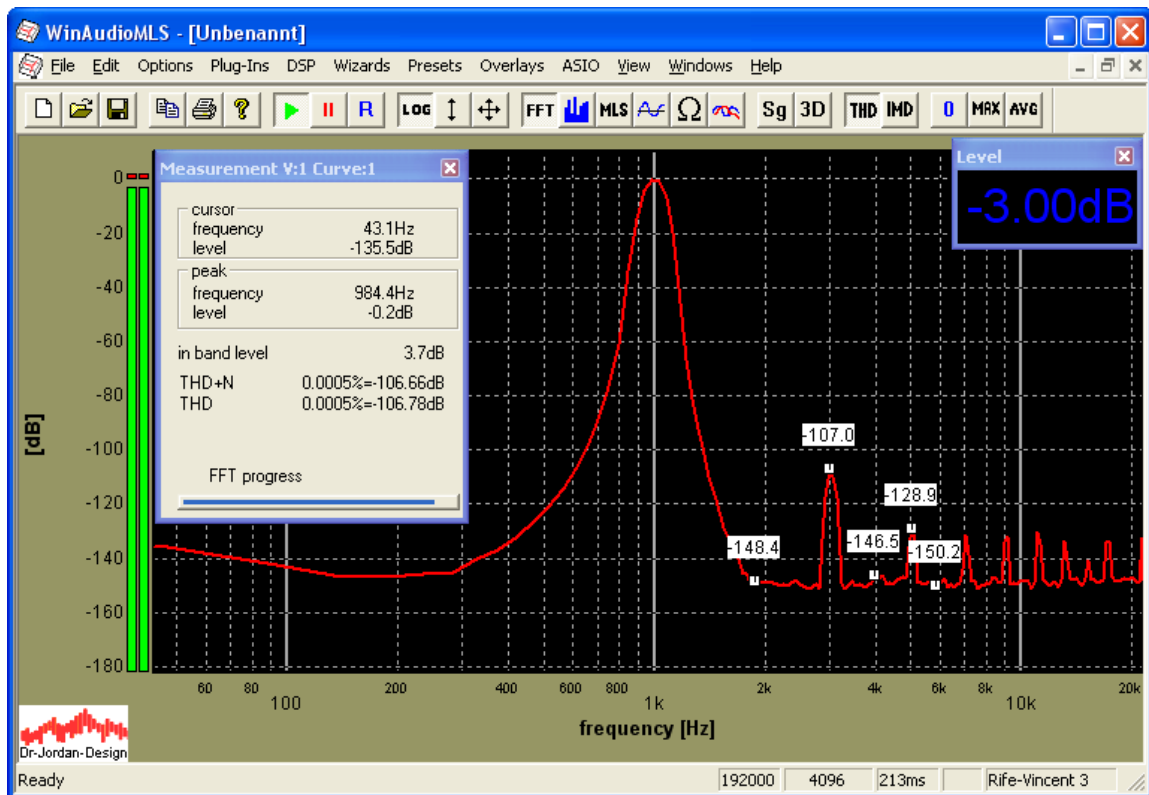 WinAudioMLS - [Unbenannt]
File Edit Options Plug-Ins DSP Wizards Presets Overlays ASIO View Windows Help
R LOG FFT MLS Ω Sg 3D THD IMD 0 MAX AVG
Measurement V:1 Curve:1
cursor
frequency 43.1Hz
level -135.5dB
peak
frequency 984.4Hz
level -0.2dB
in band level 3.7dB
THD+N 0.0005%=-106.66dB
THD 0.0005%=-106.78dB
FFT progress
Level
-3.00dB
0
-20
-40
-60
-80
-100
-120
-140
-160
-180
[dB]
-107.0
-128.9
-148.4
-146.5
-150.2
60 80 100 200 400 600 800 1k 2k 4k 6k 8k 10k 20k
frequency [Hz]
Dr-Jordan-Design
Ready 192000 4096 213ms Rife-Vincent 3